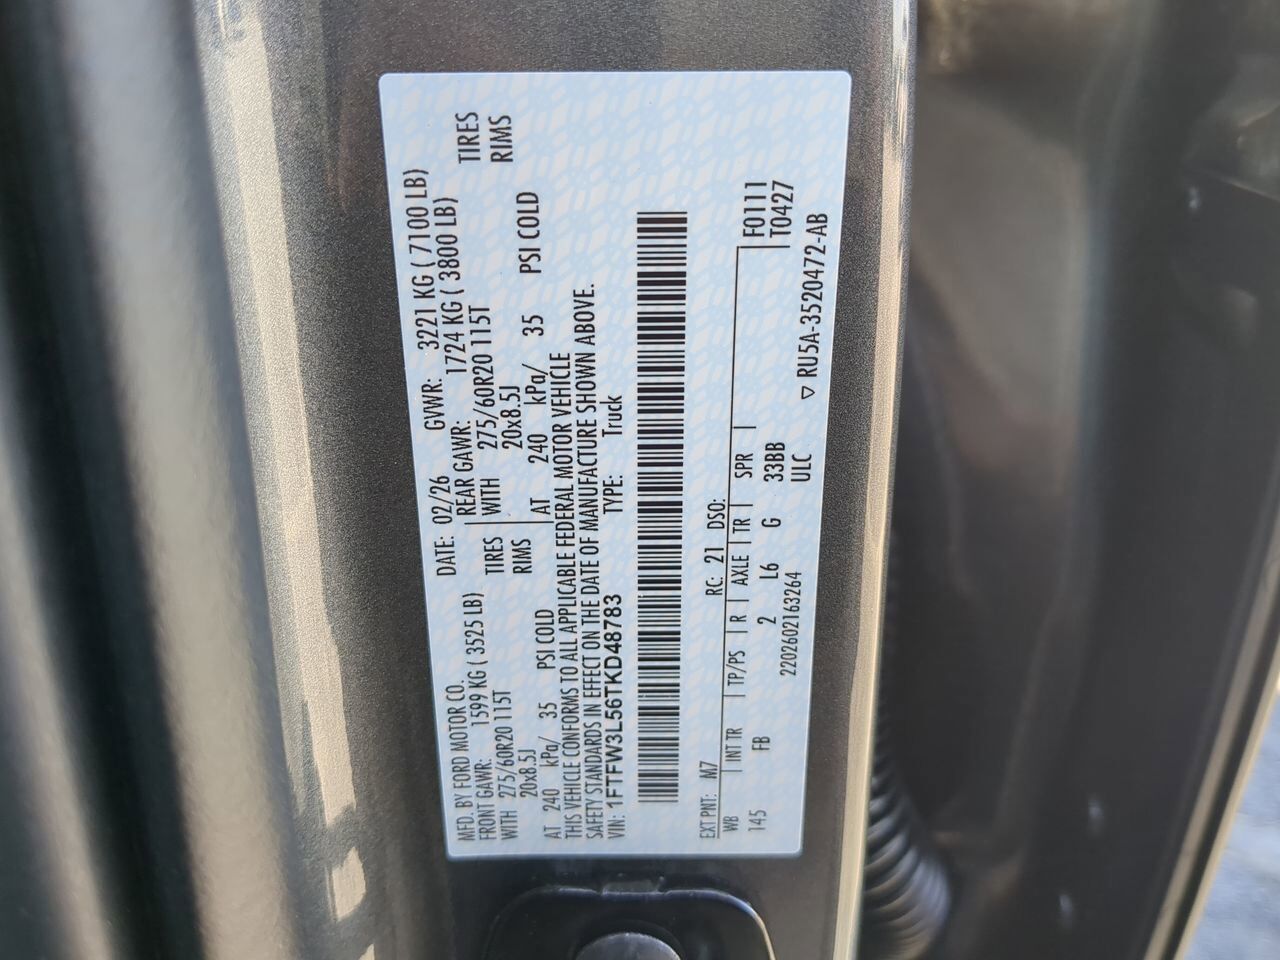 MFD. BY FORD MOTOR CO.
DATE: 02/26 GVWR: 3221 KG ( 7100 LB)
FRONT GAWR: 1599 KG ( 3525 LB)
REAR GAWR: 1724 KG ( 3800 LB)
WITH 275/60R20 115T TIRES
WITH 275/60R20 115T TIRES
20x8.5J RIMS
20x8.5J RIMS
AT 240 kPa/ 35 PSI COLD
AT 240 kPa/ 35 PSI COLD
THIS VEHICLE CONFORMS TO ALL APPLICABLE FEDERAL MOTOR VEHICLE
SAFETY STANDARDS IN EFFECT ON THE DATE OF MANUFACTURE SHOWN ABOVE.
VIN: 1FTFW3L56TKD48783 TYPE: Truck
EXT PNT: M7 RC: 21 DSO:
WB INT TR TP/PS R AXLE TR SPR F0111
T0427
145 FB 2 L6 G 33BB
2202602163264 ULC
▽ RU5A-3520472-AB